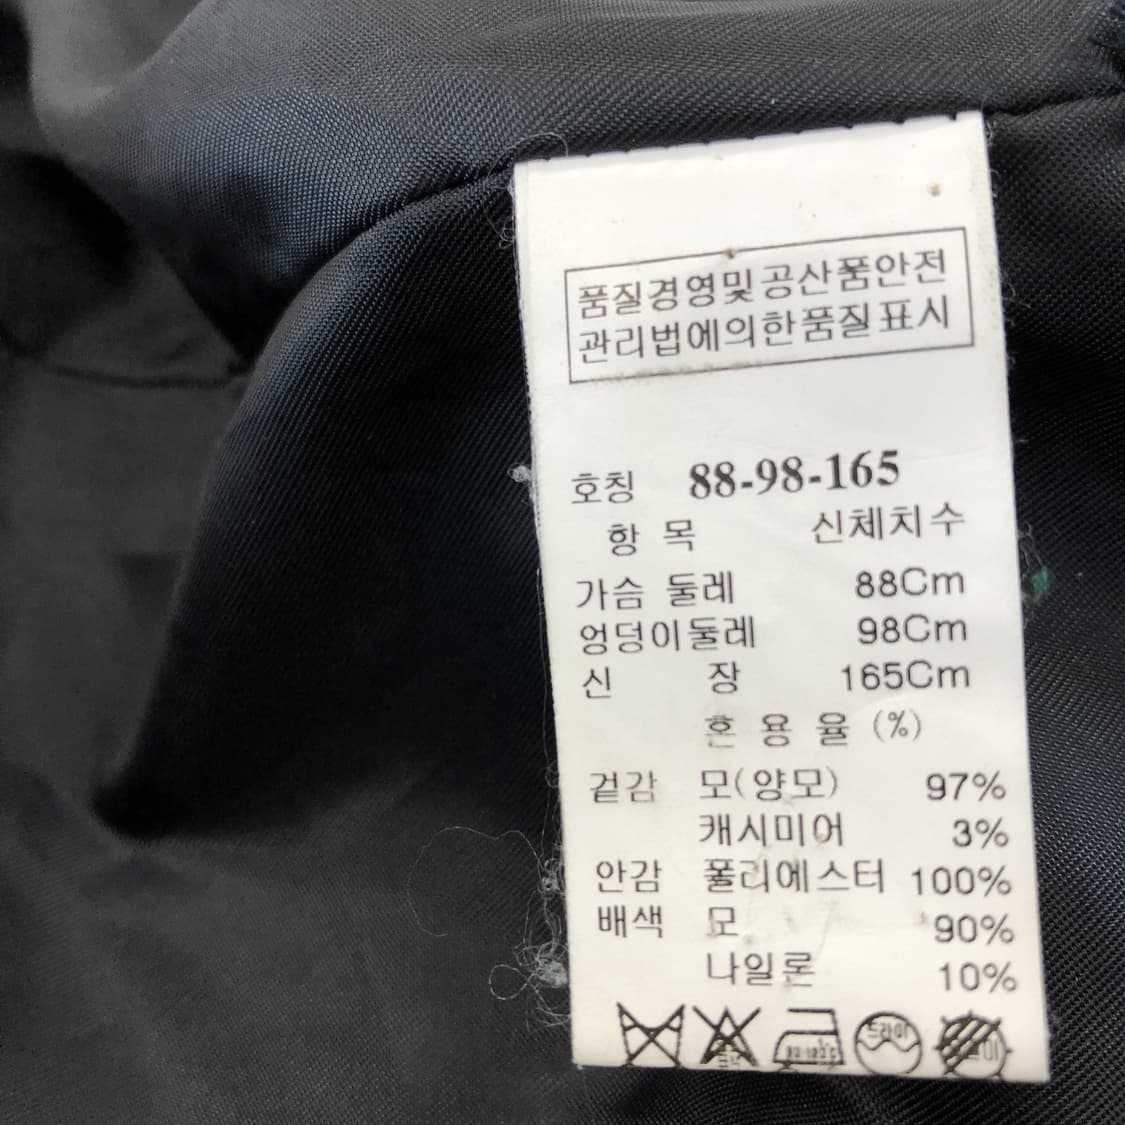 품질경영및공산품안전
관리법에의한품질표시
호칭 88-98-165
항 목 신체치수
가슴 둘레 88Cm
엉덩이둘레 98Cm
신 장 165Cm
혼 용 율 (%)
겉감 모(양모) 97%
캐시미어 3%
안감 폴리에스터 100%
배색 모 90%
나일론 10%
드라이